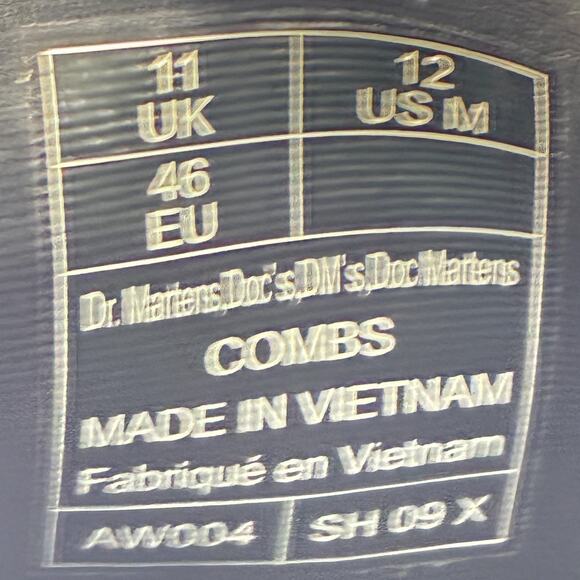 11
UK
12
US M
46
EU
Dr. Martens,Doc's,DM's,Doc Martens
COMBS
MADE IN VIETNAM
Fabriqué en Vietnam
AW004
SH 09 X